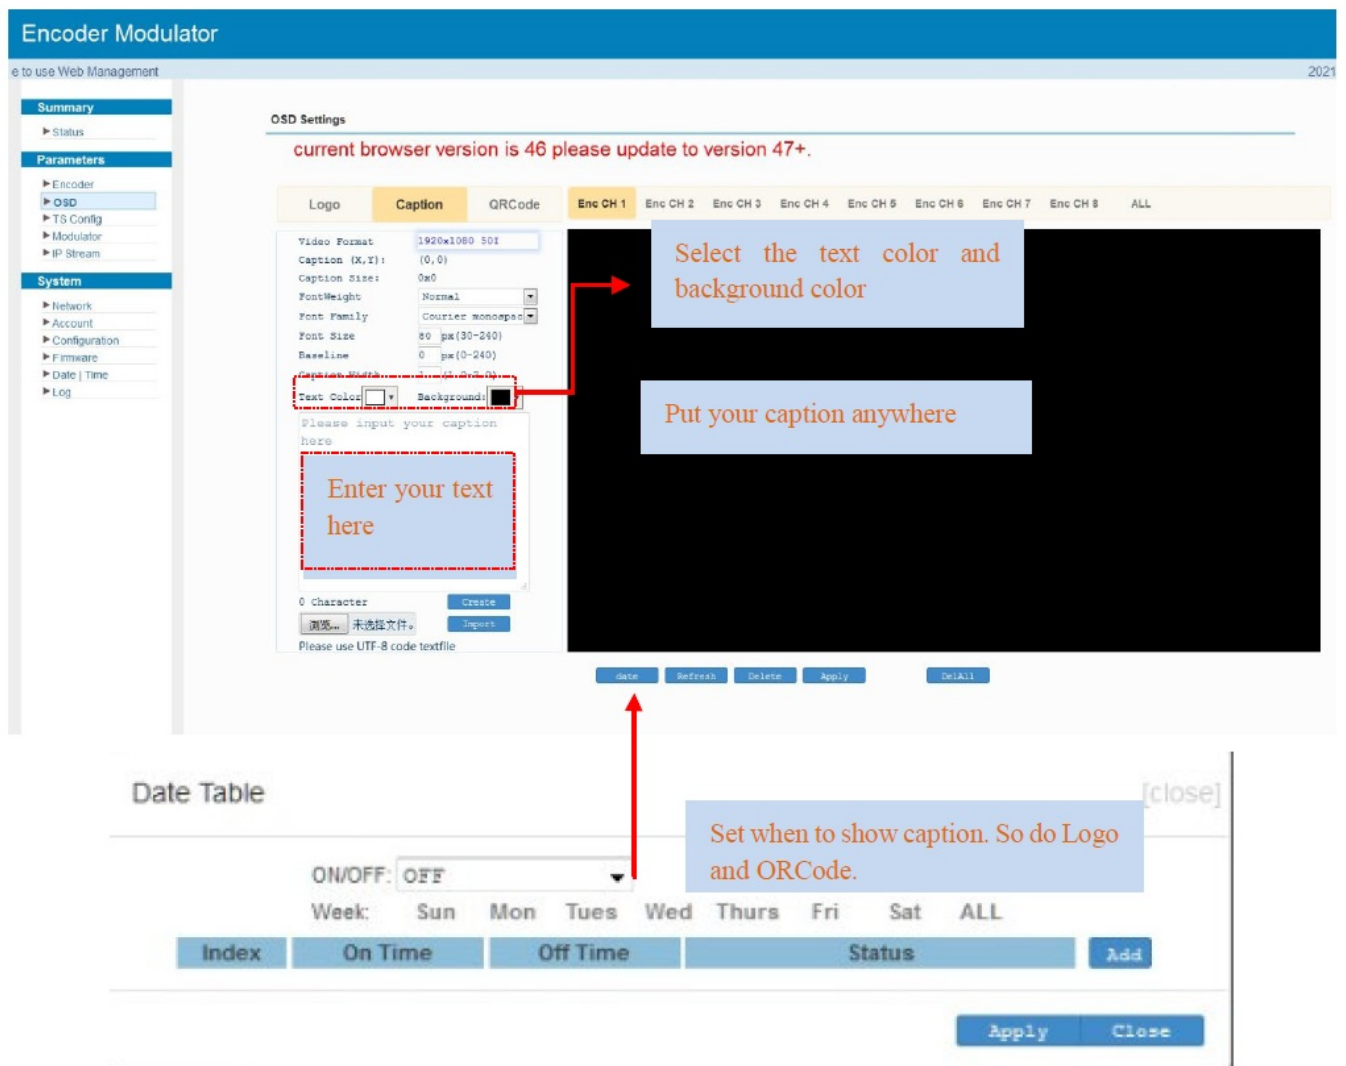 Encoder Modulator
e to use Web Management
2021
Summary
Status
Parameters
Encoder
OSD
TS Config
Modulator
IP Stream
System
Network
Account
Configuration
Firmware
Date | Time
Log
OSD Settings
current browser version is 46 please update to version 47+.
Logo Caption QRCode
Enc CH 1 Enc CH 2 Enc CH 3 Enc CH 4 Enc CH 5 Enc CH 6 Enc CH 7 Enc CH 8 ALL
Video Format 1920x1080 50I
Caption (X,Y): (0,0)
Caption Size: 0x0
FontWeight Normal
Font Family Courier monospac
Font Size 80 px(30-240)
Baseline 0 px(0-240)
Caption Width 1
Text Color Background:
Please input your caption
here
Enter your text
here
0 Character Create
浏览... 未选择文件。 Import
Please use UTF-8 code textfile
Select the text color and
background color
Put your caption anywhere
date Refresh Delete Apply DelAll
Date Table [close]
Set when to show caption. So do Logo
and ORCode.
ON/OFF: OFF
Week: Sun Mon Tues Wed Thurs Fri Sat ALL
Index On Time Off Time Status Add
Apply Close